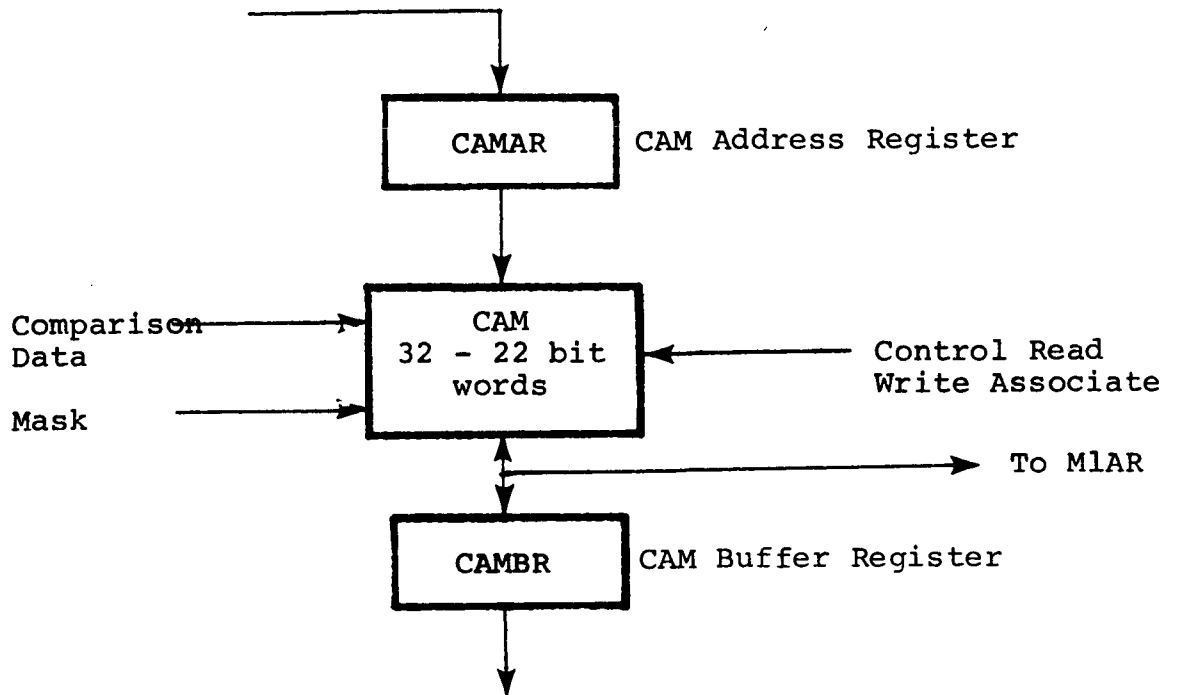 CAMAR
CAM Address Register
Comparison
Data
Mask
CAM
32 - 22 bit
words
Control Read
Write Associate
To M1AR
CAMBR
CAM Buffer Register